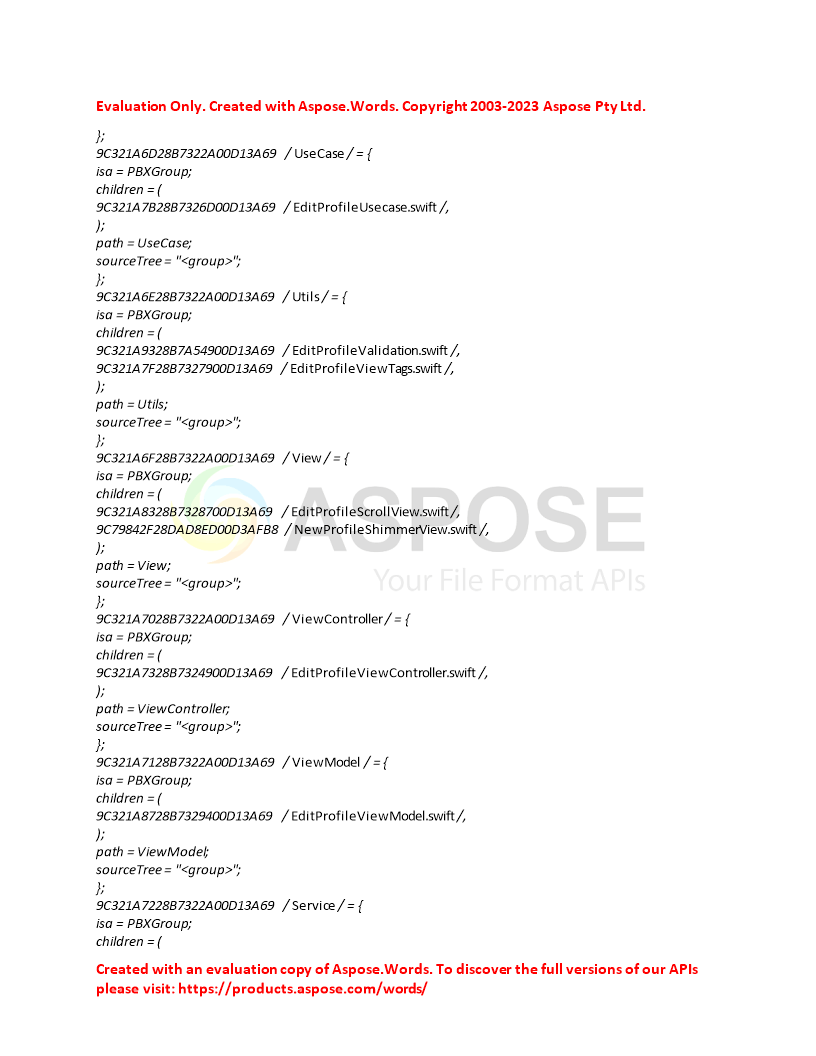 Evaluation Only. Created with Aspose.Words. Copyright 2003-2023 Aspose Pty Ltd.
};
9C321A6D28B7322A00D13A69 / UseCase / = {
isa = PBXGroup;
children = (
9C321A7B28B7326D00D13A69 / EditProfileUsecase.swift /,
);
path = UseCase;
sourceTree = "<group>";
};
9C321A6E28B7322A00D13A69 / Utils / = {
isa = PBXGroup;
children = (
9C321A9328B7A54900D13A69 / EditProfileValidation.swift /,
9C321A7F28B7327900D13A69 / EditProfileViewTags.swift /,
);
path = Utils;
sourceTree = "<group>";
};
9C321A6F28B7322A00D13A69 / View / = {
isa = PBXGroup;
children = (
9C321A8328B7328700D13A69 / EditProfileScrollView.swift /,
9C79842F28DAD8ED00D3AFB8 / NewProfileShimmerView.swift /,
);
path = View;
sourceTree = "<group>";
};
9C321A7028B7322A00D13A69 / ViewController / = {
isa = PBXGroup;
children = (
9C321A7328B7324900D13A69 / EditProfileViewController.swift /,
);
path = ViewController;
sourceTree = "<group>";
};
9C321A7128B7322A00D13A69 / ViewModel / = {
isa = PBXGroup;
children = (
9C321A8728B7329400D13A69 / EditProfileViewModel.swift /,
);
path = ViewModel;
sourceTree = "<group>";
};
9C321A7228B7322A00D13A69 / Service / = {
isa = PBXGroup;
children = (
ASPOSE
Your File Format APIs
Created with an evaluation copy of Aspose.Words. To discover the full versions of our APIs
please visit: https://products.aspose.com/words/